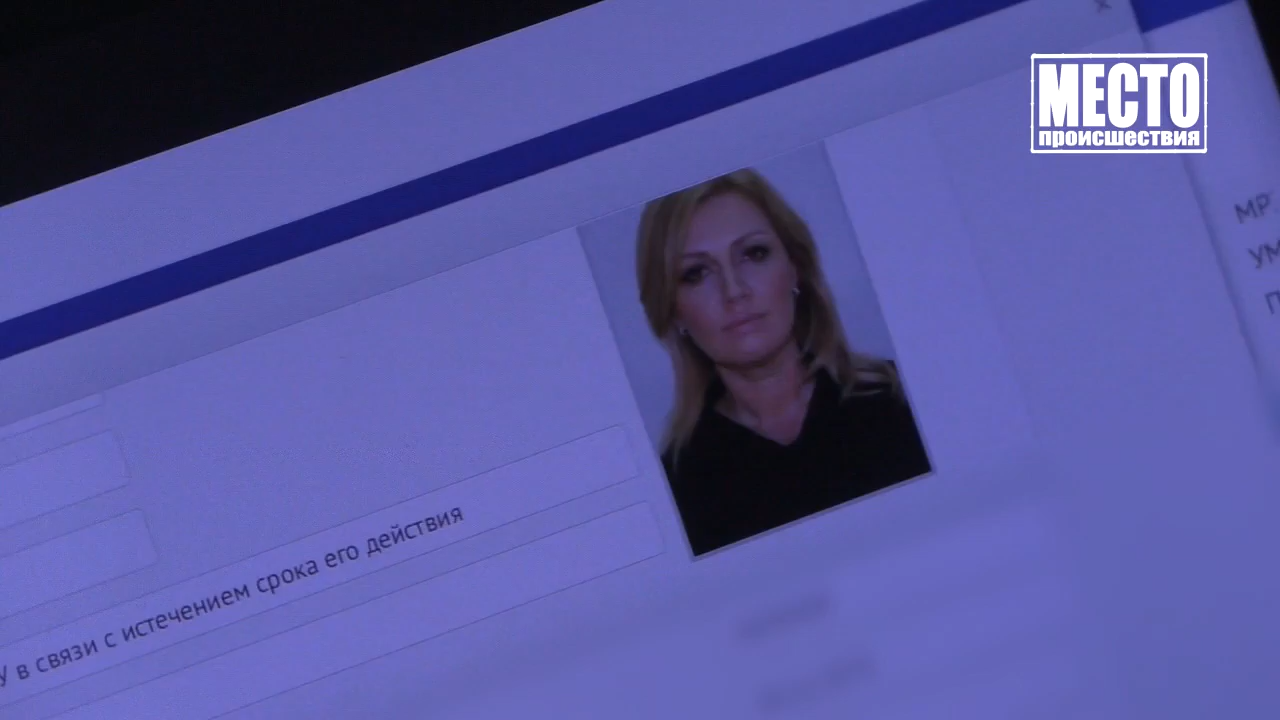 МЕСТО
происшествия
МР
УМ
П
У в связи с истечением срока его действия